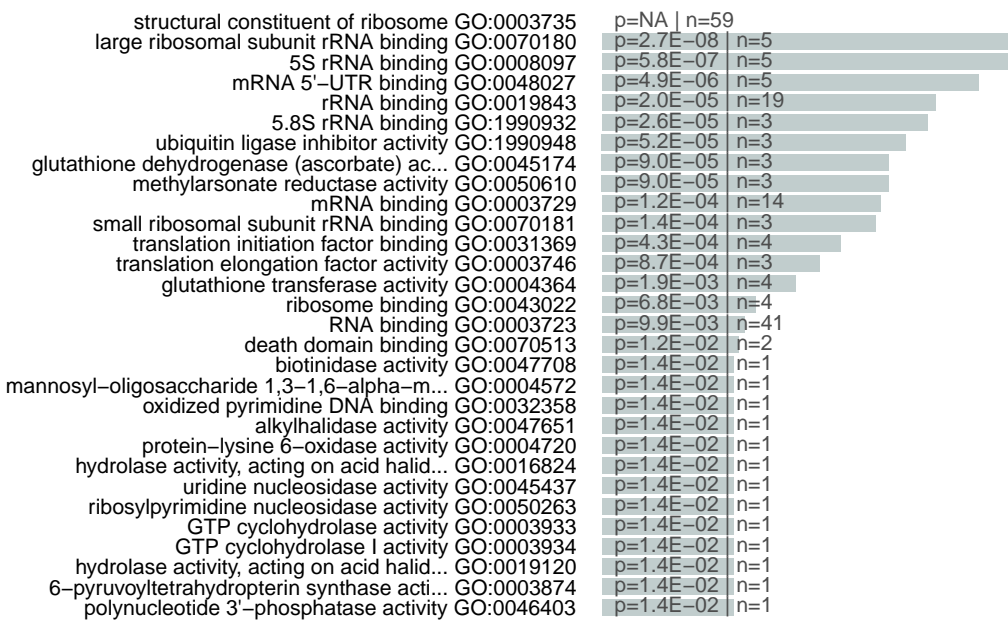 structural constituent of ribosome GO:0003735 p=NA | n=59
large ribosomal subunit rRNA binding GO:0070180 p=2.7E−08 n=5
5S rRNA binding GO:0008097 p=5.8E−07 n=5
mRNA 5'−UTR binding GO:0048027 p=4.9E−06 n=5
rRNA binding GO:0019843 p=2.0E−05 n=19
5.8S rRNA binding GO:1990932 p=2.6E−05 n=3
ubiquitin ligase inhibitor activity GO:1990948 p=5.2E−05 n=3
glutathione dehydrogenase (ascorbate) ac... GO:0045174 p=9.0E−05 n=3
methylarsonate reductase activity GO:0050610 p=9.0E−05 n=3
mRNA binding GO:0003729 p=1.2E−04 n=14
small ribosomal subunit rRNA binding GO:0070181 p=1.4E−04 n=3
translation initiation factor binding GO:0031369 p=4.3E−04 n=4
translation elongation factor activity GO:0003746 p=8.7E−04 n=3
glutathione transferase activity GO:0004364 p=1.9E−03 n=4
ribosome binding GO:0043022 p=6.8E−03 n=4
RNA binding GO:0003723 p=9.9E−03 n=41
death domain binding GO:0070513 p=1.2E−02 n=2
biotinidase activity GO:0047708 p=1.4E−02 n=1
mannosyl−oligosaccharide 1,3−1,6−alpha−m... GO:0004572 p=1.4E−02 n=1
oxidized pyrimidine DNA binding GO:0032358 p=1.4E−02 n=1
alkylhalidase activity GO:0047651 p=1.4E−02 n=1
protein−lysine 6−oxidase activity GO:0004720 p=1.4E−02 n=1
hydrolase activity, acting on acid halid... GO:0016824 p=1.4E−02 n=1
uridine nucleosidase activity GO:0045437 p=1.4E−02 n=1
ribosylpyrimidine nucleosidase activity GO:0050263 p=1.4E−02 n=1
GTP cyclohydrolase activity GO:0003933 p=1.4E−02 n=1
GTP cyclohydrolase I activity GO:0003934 p=1.4E−02 n=1
hydrolase activity, acting on acid halid... GO:0019120 p=1.4E−02 n=1
6−pyruvoyltetrahydropterin synthase acti... GO:0003874 p=1.4E−02 n=1
polynucleotide 3'−phosphatase activity GO:0046403 p=1.4E−02 n=1